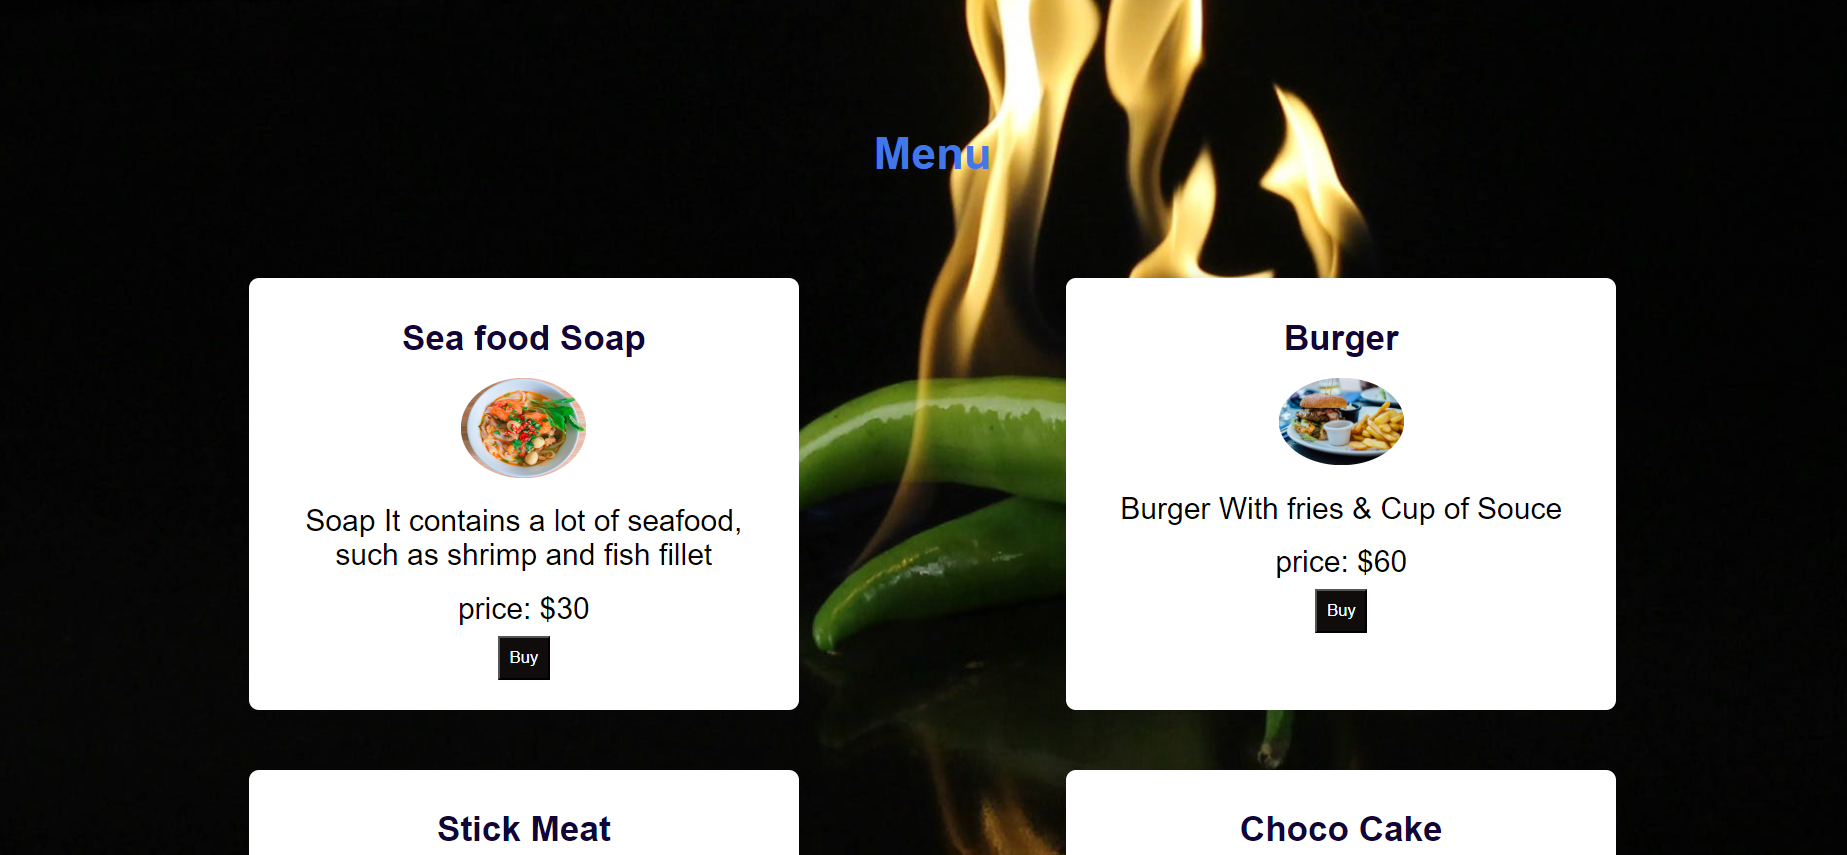 Menu
Sea food Soap
Soap It contains a lot of seafood,
such as shrimp and fish fillet
price: $30
Buy
Burger
Burger With fries & Cup of Souce
price: $60
Buy
Stick Meat
Choco Cake